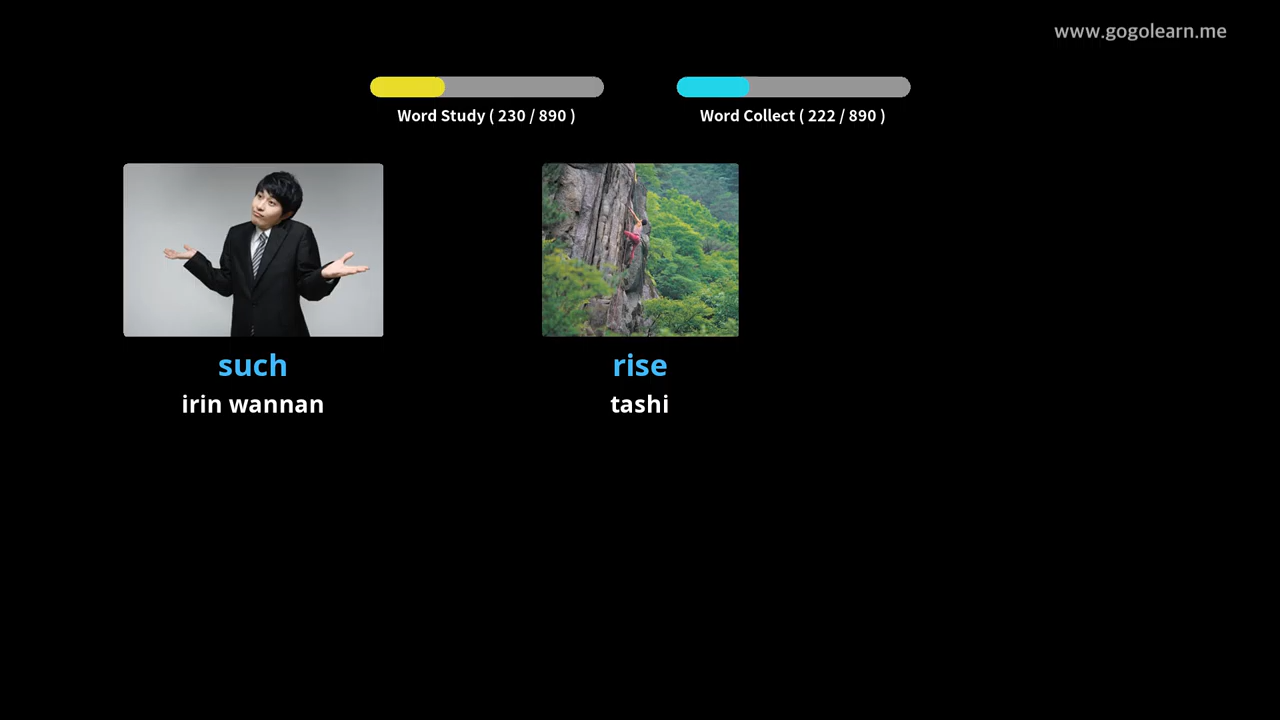 www.gogolearn.me
Word Study ( 230 / 890 )
Word Collect ( 222 / 890 )
such
irin wannan
rise
tashi